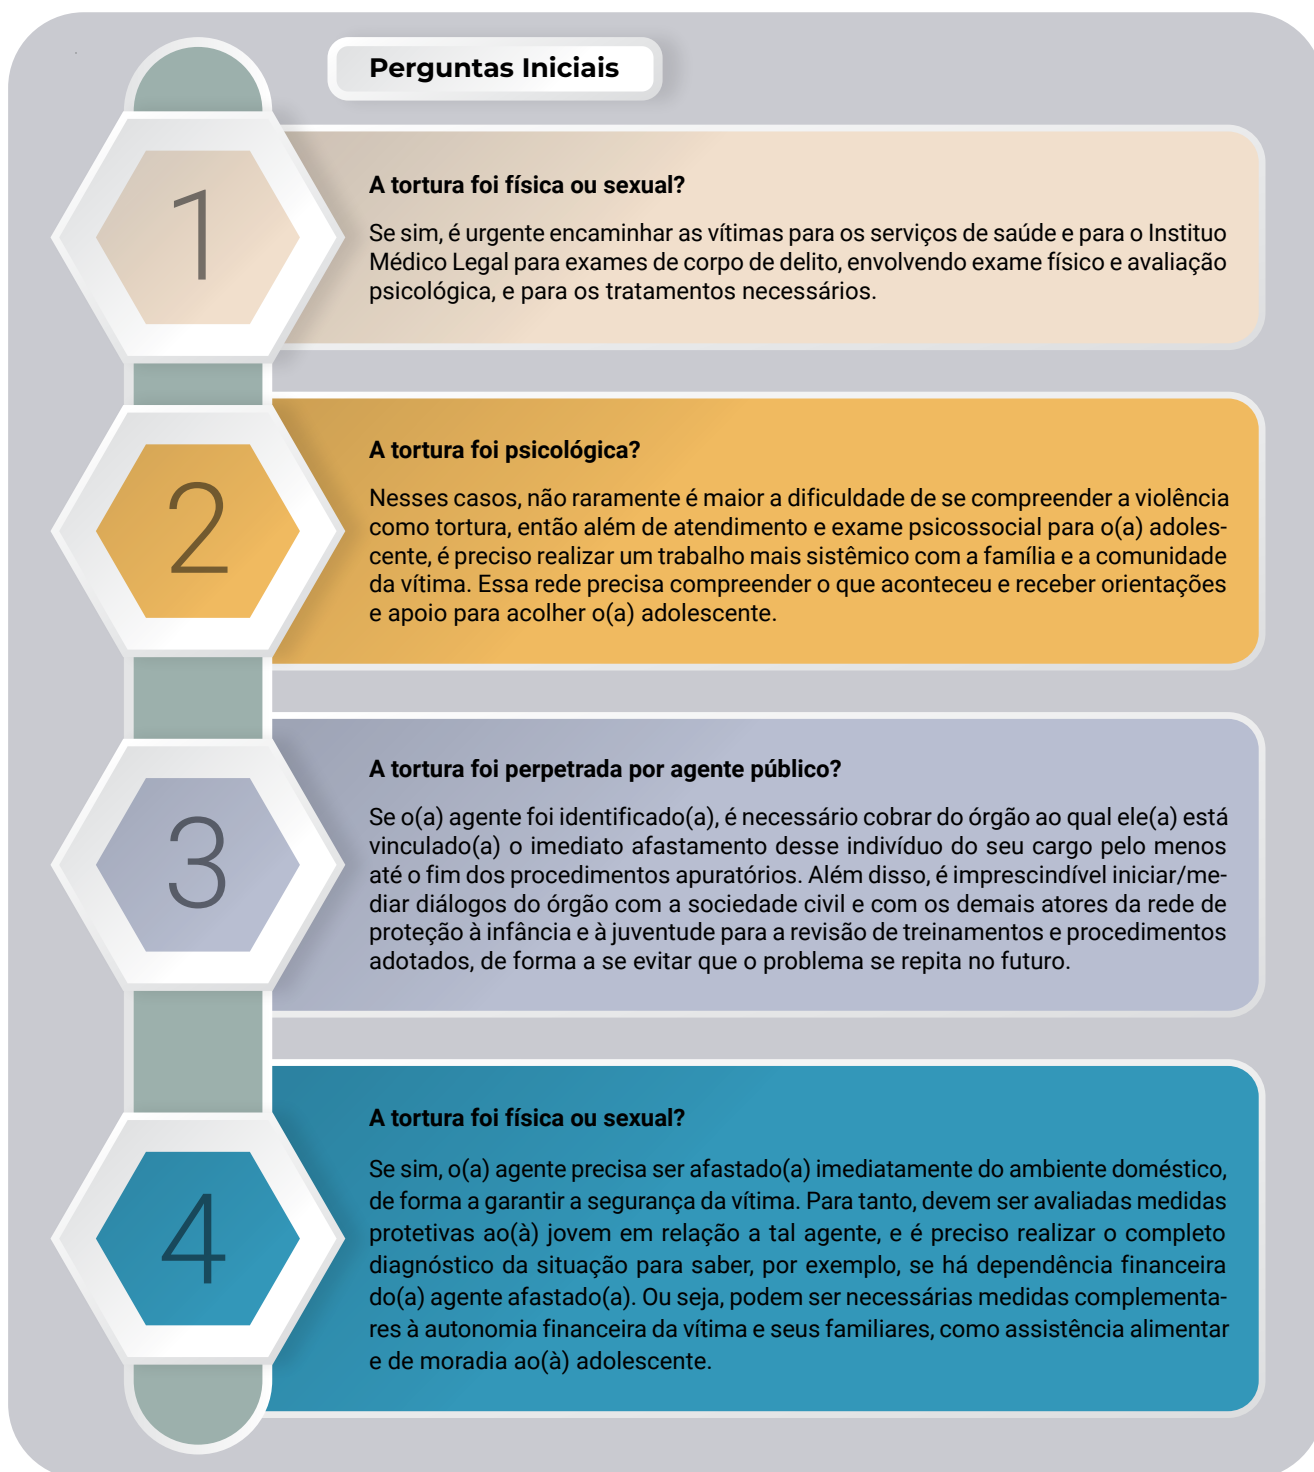 Perguntas Iniciais
1
A tortura foi física ou sexual?
Se sim, é urgente encaminhar as vítimas para os serviços de saúde e para o Instituo
Médico Legal para exames de corpo de delito, envolvendo exame físico e avaliação
psicológica, e para os tratamentos necessários.
2
A tortura foi psicológica?
Nesses casos, não raramente é maior a dificuldade de se compreender a violência
como tortura, então além de atendimento e exame psicossocial para o(a) adoles-
cente, é preciso realizar um trabalho mais sistêmico com a família e a comunidade
da vítima. Essa rede precisa compreender o que aconteceu e receber orientações
e apoio para acolher o(a) adolescente.
3
A tortura foi perpetrada por agente público?
Se o(a) agente foi identificado(a), é necessário cobrar do órgão ao qual ele(a) está
vinculado(a) o imediato afastamento desse indivíduo do seu cargo pelo menos
até o fim dos procedimentos apuratórios. Além disso, é imprescindível iniciar/me-
diar diálogos do órgão com a sociedade civil e com os demais atores da rede de
proteção à infância e à juventude para a revisão de treinamentos e procedimentos
adotados, de forma a se evitar que o problema se repita no futuro.
4
A tortura foi física ou sexual?
Se sim, o(a) agente precisa ser afastado(a) imediatamente do ambiente doméstico,
de forma a garantir a segurança da vítima. Para tanto, devem ser avaliadas medidas
protetivas ao(à) jovem em relação a tal agente, e é preciso realizar o completo
diagnóstico da situação para saber, por exemplo, se há dependência financeira
do(a) agente afastado(a). Ou seja, podem ser necessárias medidas complementa-
res à autonomia financeira da vítima e seus familiares, como assistência alimentar
e de moradia ao(à) adolescente.